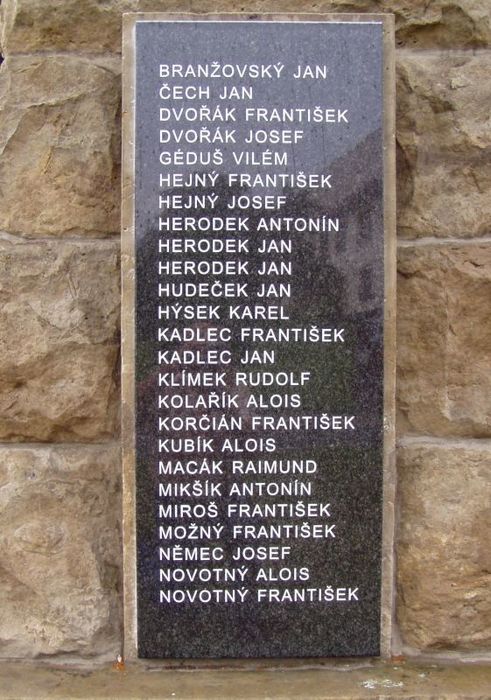 BRANŽOVSKÝ JAN
ČECH JAN
DVOŘÁK FRANTIŠEK
DVOŘÁK JOSEF
GÉDUŠ VILÉM
HEJNÝ FRANTIŠEK
HEJNÝ JOSEF
HERODEK ANTONÍN
HERODEK JAN
HERODEK JAN
HUDEČEK JAN
HÝSEK KAREL
KADLEC FRANTIŠEK
KADLEC JAN
KLÍMEK RUDOLF
KOLAŘÍK ALOIS
KORČIÁN FRANTIŠEK
KUBÍK ALOIS
MACÁK RAIMUND
MIKŠÍK ANTONÍN
MIROŠ FRANTIŠEK
MOŽNÝ FRANTIŠEK
NĚMEC JOSEF
NOVOTNÝ ALOIS
NOVOTNÝ FRANTIŠEK